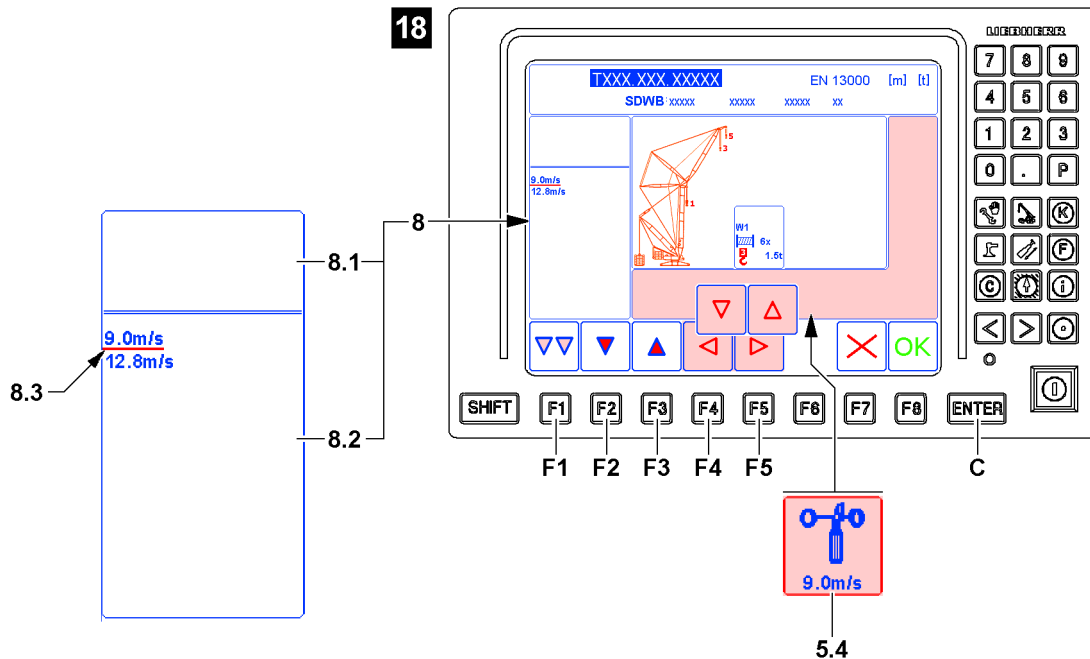 18
LIEBHERR
TXXX.XXX.XXXXX EN 13000 [m] [t]
SDWB: xxxxx xxxxx xxxxx xx
7 8 9
4 5 6
1 2 3
0 . P
K
F
C i
9.0m/s
12.8m/s
5
3
1
W1
6x
3
1.5t
OK
SHIFT F1 F2 F3 F4 F5 F6 F7 F8 ENTER
F1 F2 F3 F4 F5 C
8
8.1
9.0m/s
12.8m/s
8.3
8.2
9.0m/s
5.4